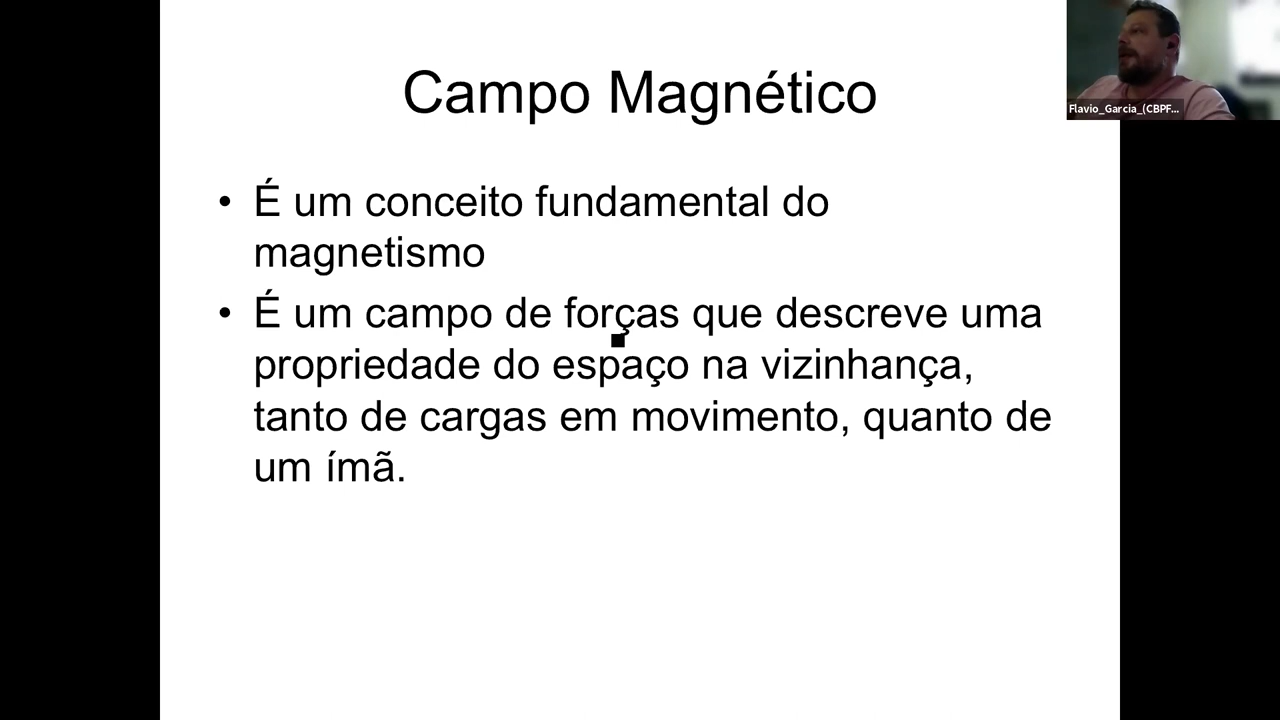 Campo Magnético
Flavio_Garcia_(CBPF...
• É um conceito fundamental do
magnetismo
• É um campo de forças que descreve uma
propriedade do espaço na vizinhança,
tanto de cargas em movimento, quanto de
um ímã.